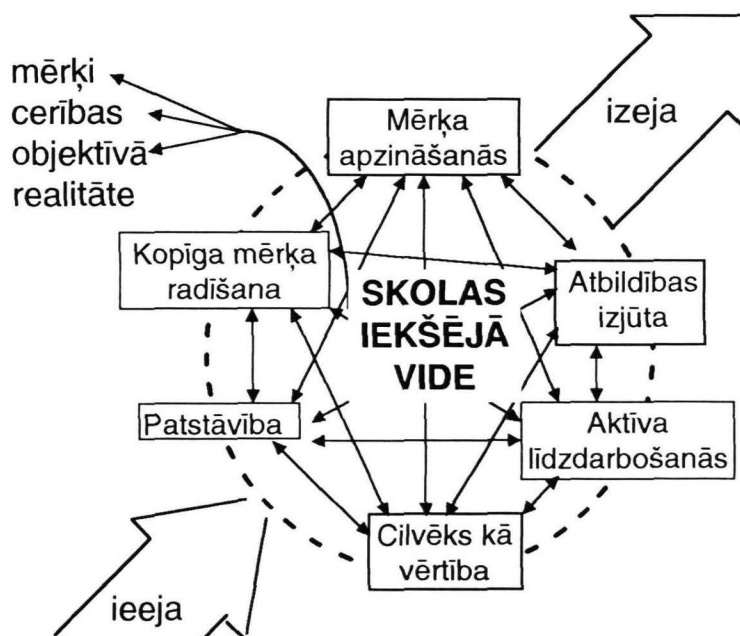 mērķi
cerības
objektīvā
realitāte
izeja
Mērķa
apzināšanās
Kopīga mērķa
radīšana
SKOLAS
IEKŠĒJĀ
VIDE
Atbildības
izjūta
Patstāvība
Aktīva
līdzdarbošanās
Cilvēks kā
vērtība
ieeja